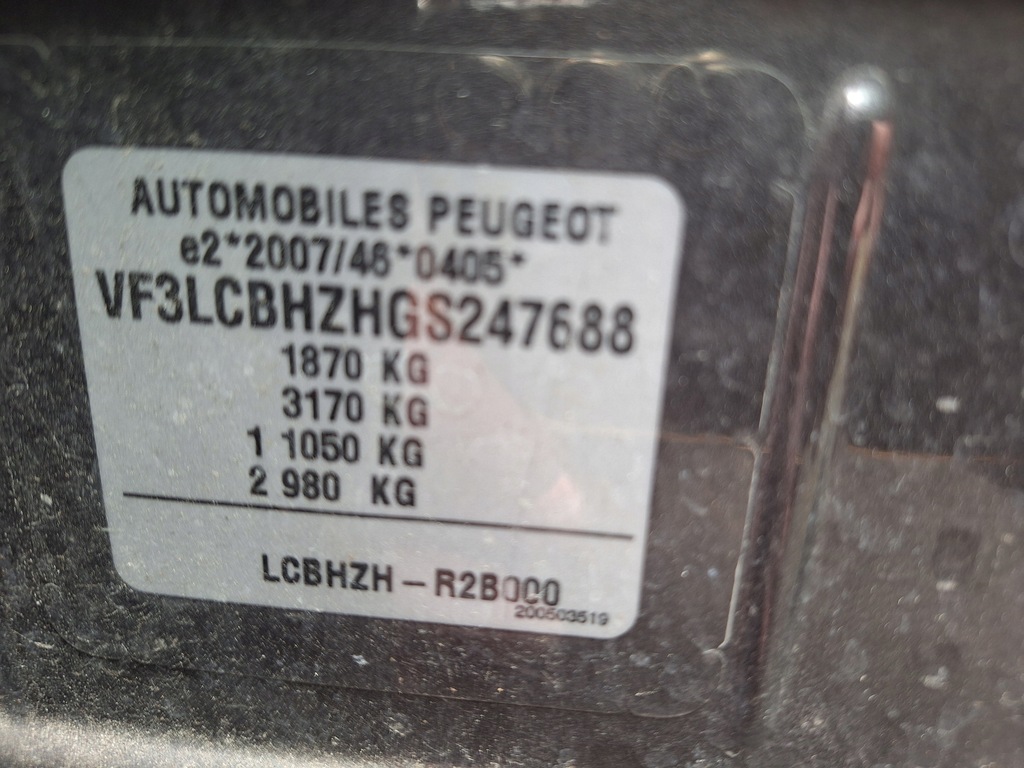 AUTOMOBILES PEUGEOT
e2*2007/46*0405*
VF3LCBHZHGS247688
1870 KG
3170 KG
1 1050 KG
2 980 KG
LCBHZH – R2B000
200503519